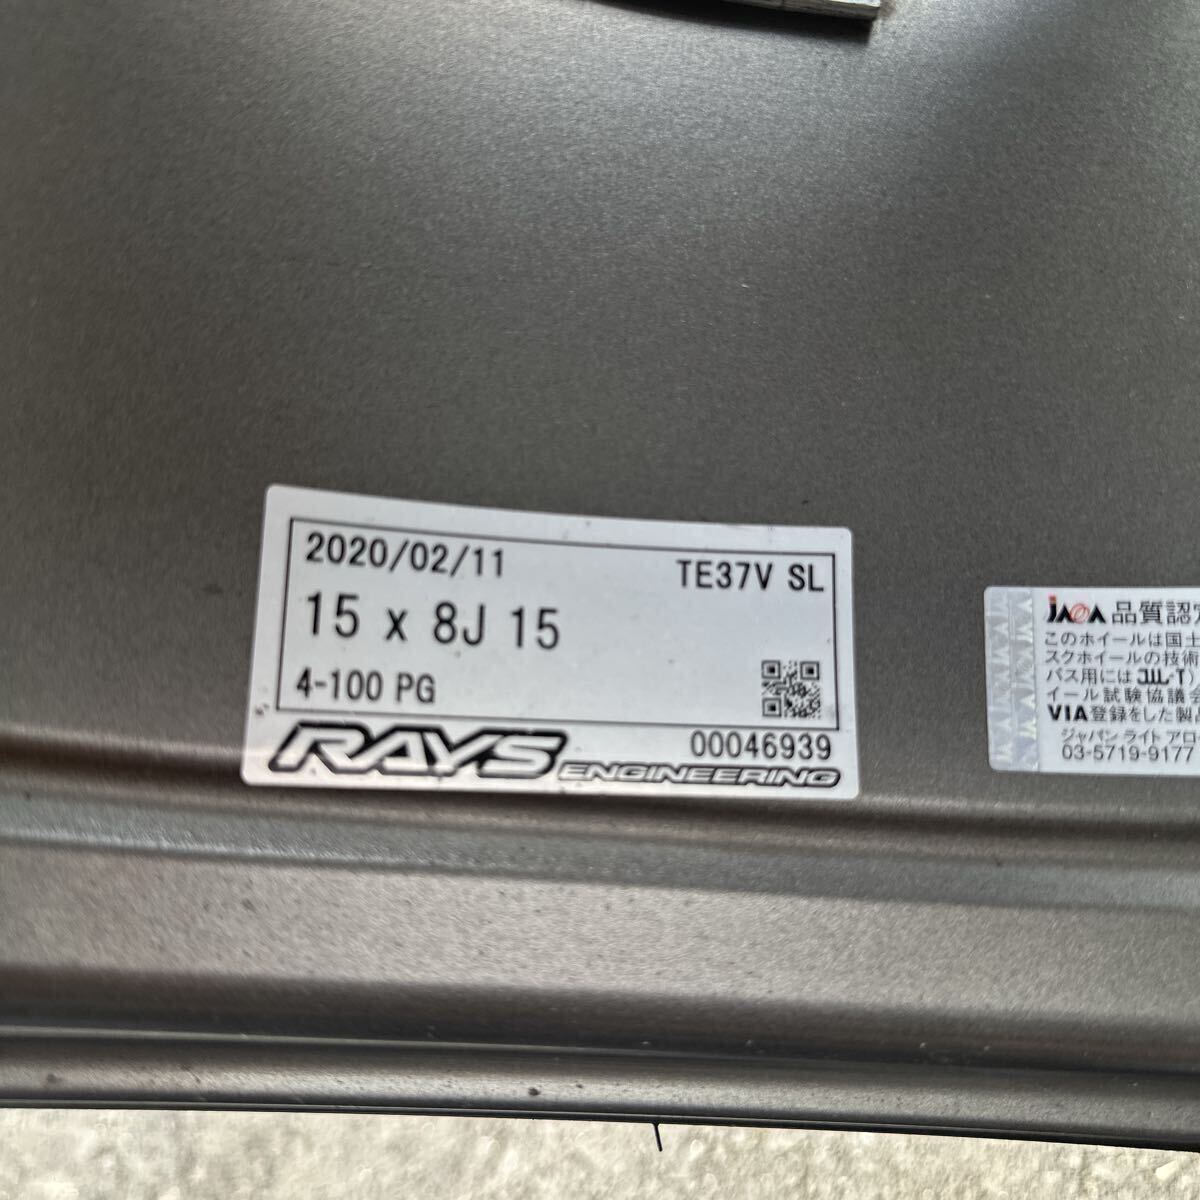 2020/02/11 TE37V SL
15 x 8J 15
4-100 PG
RAYS ENGINEERING 00046939
JAWA 品質認定
このホイールは国土
スクホイールの技術
バス用にはJWL-T)
イール試験協議会
VIA登録をした製品
ジャパン ライト アロ
03-5719-9177